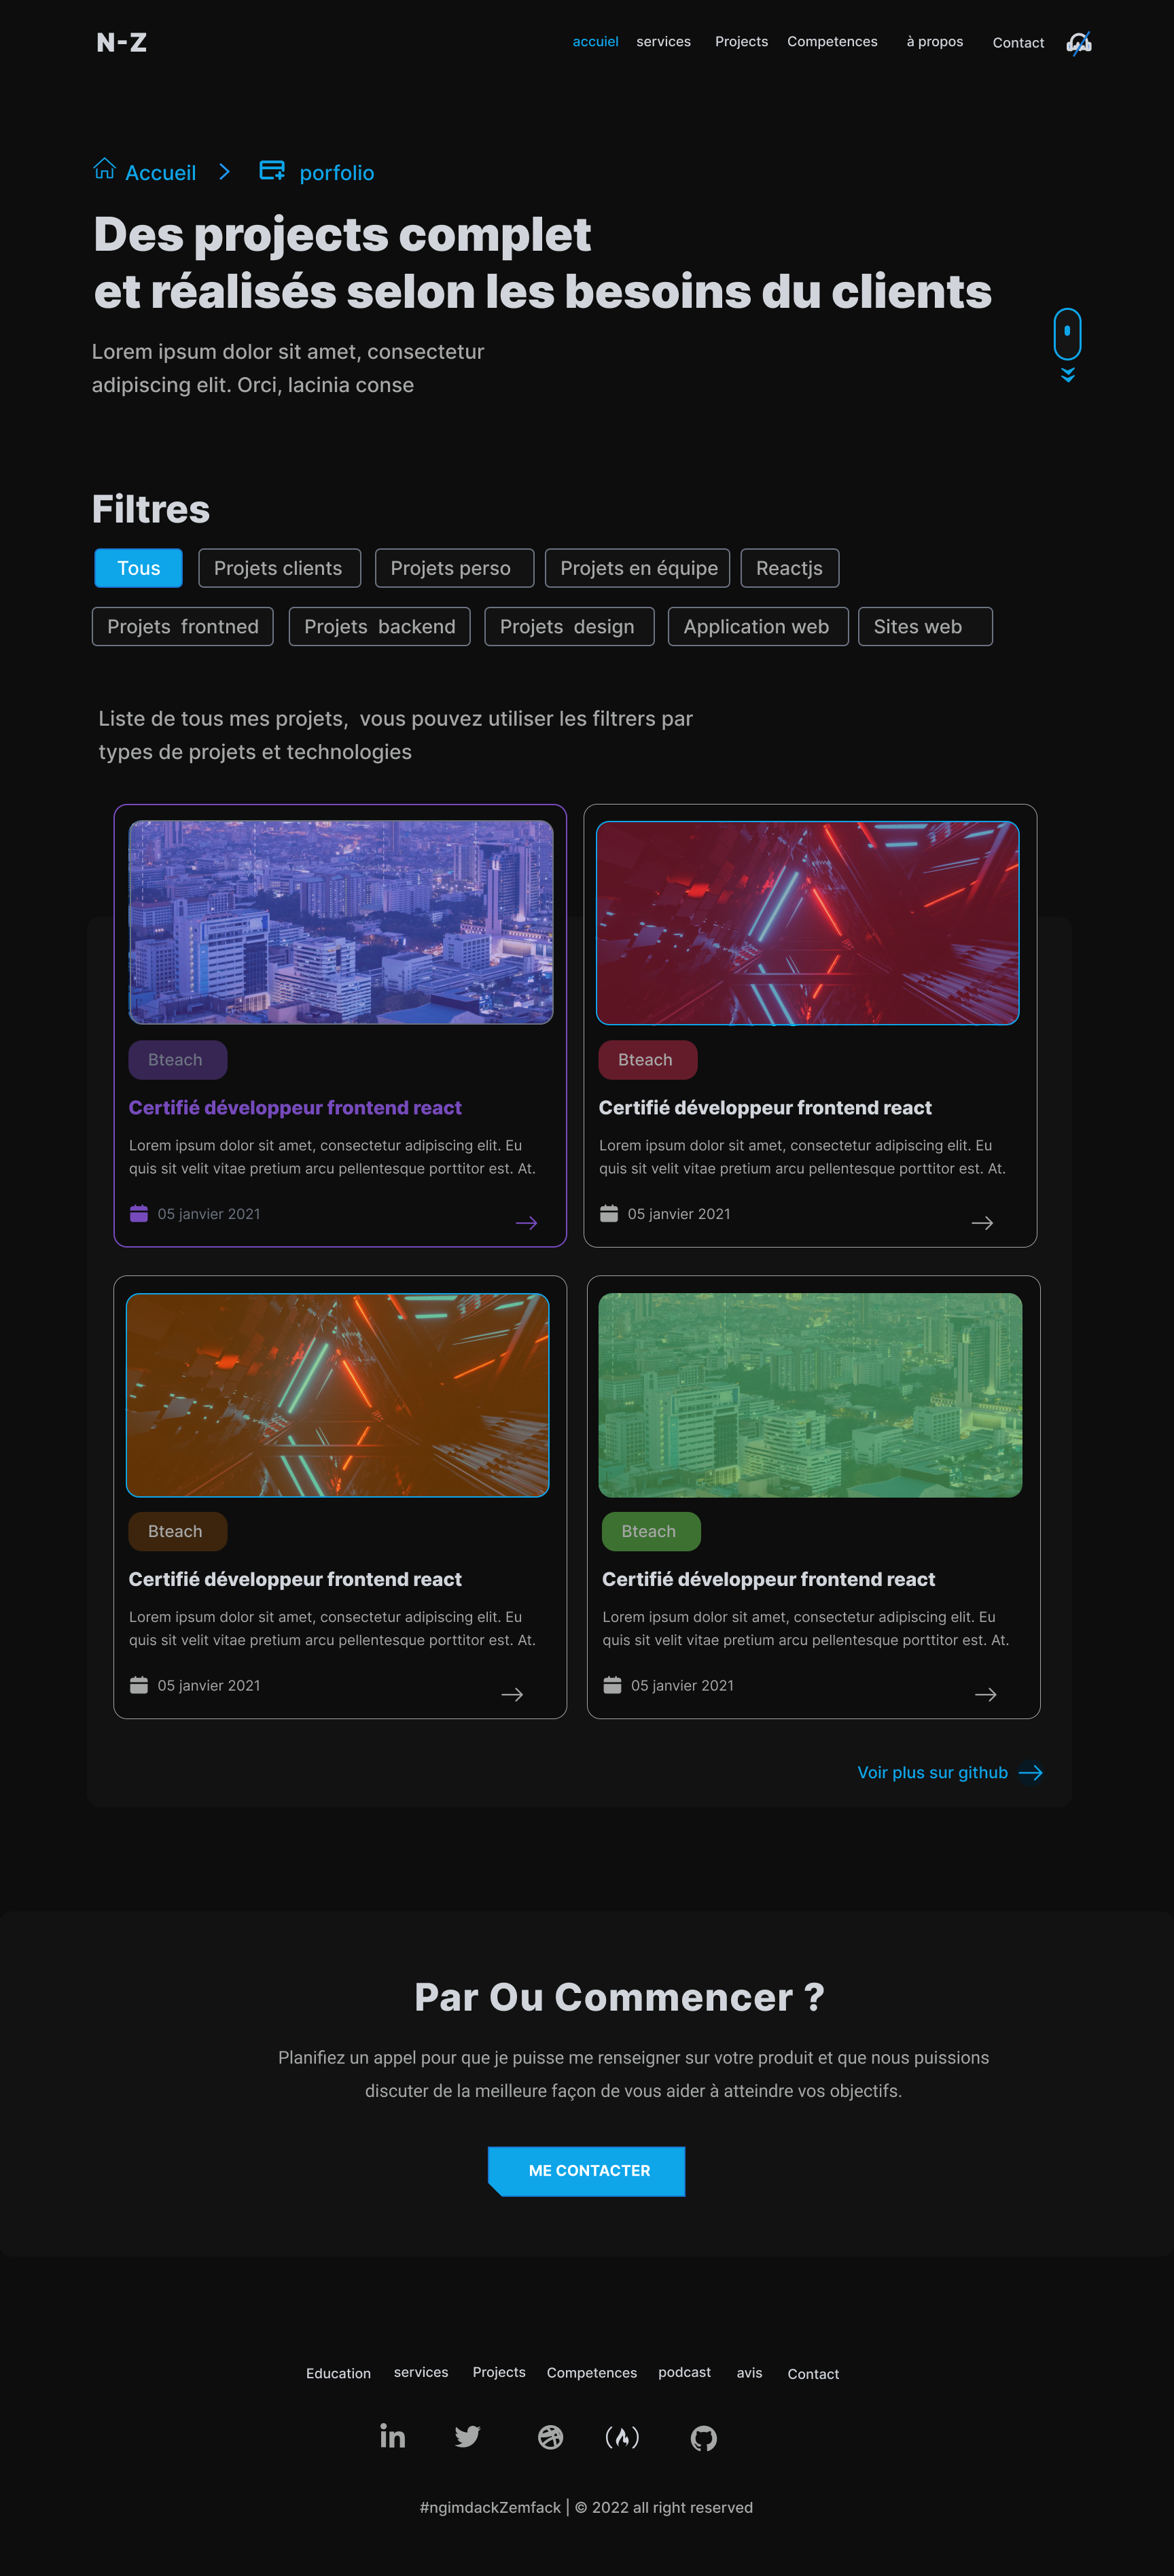 N-Z
accuiel services Projects Competences à propos Contact
Accueil porfolio
Des projects complet
et réalisés selon les besoins du clients
Lorem ipsum dolor sit amet, consectetur
adipiscing elit. Orci, lacinia conse
Filtres
Tous Projets clients Projets perso Projets en équipe Reactjs
Projets frontned Projets backend Projets design Application web Sites web
Liste de tous mes projets, vous pouvez utiliser les filtrers par
types de projets et technologies
Bteach
Certifié développeur frontend react
Lorem ipsum dolor sit amet, consectetur adipiscing elit. Eu
quis sit velit vitae pretium arcu pellentesque porttitor est. At.
05 janvier 2021
Bteach
Certifié développeur frontend react
Lorem ipsum dolor sit amet, consectetur adipiscing elit. Eu
quis sit velit vitae pretium arcu pellentesque porttitor est. At.
05 janvier 2021
Bteach
Certifié développeur frontend react
Lorem ipsum dolor sit amet, consectetur adipiscing elit. Eu
quis sit velit vitae pretium arcu pellentesque porttitor est. At.
05 janvier 2021
Bteach
Certifié développeur frontend react
Lorem ipsum dolor sit amet, consectetur adipiscing elit. Eu
quis sit velit vitae pretium arcu pellentesque porttitor est. At.
05 janvier 2021
Voir plus sur github
Par Ou Commencer ?
Planifiez un appel pour que je puisse me renseigner sur votre produit et que nous puissions
discuter de la meilleure façon de vous aider à atteindre vos objectifs.
ME CONTACTER
Education services Projects Competences podcast avis Contact
#ngimdackZemfack | © 2022 all right reserved